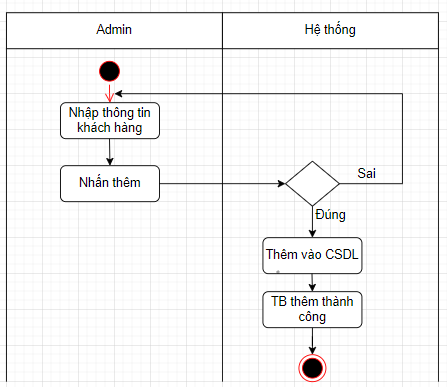 Admin
Hệ thống
Nhập thông tin
khách hàng
Nhấn thêm
Sai
Đúng
Thêm vào CSDL
TB thêm thành
công